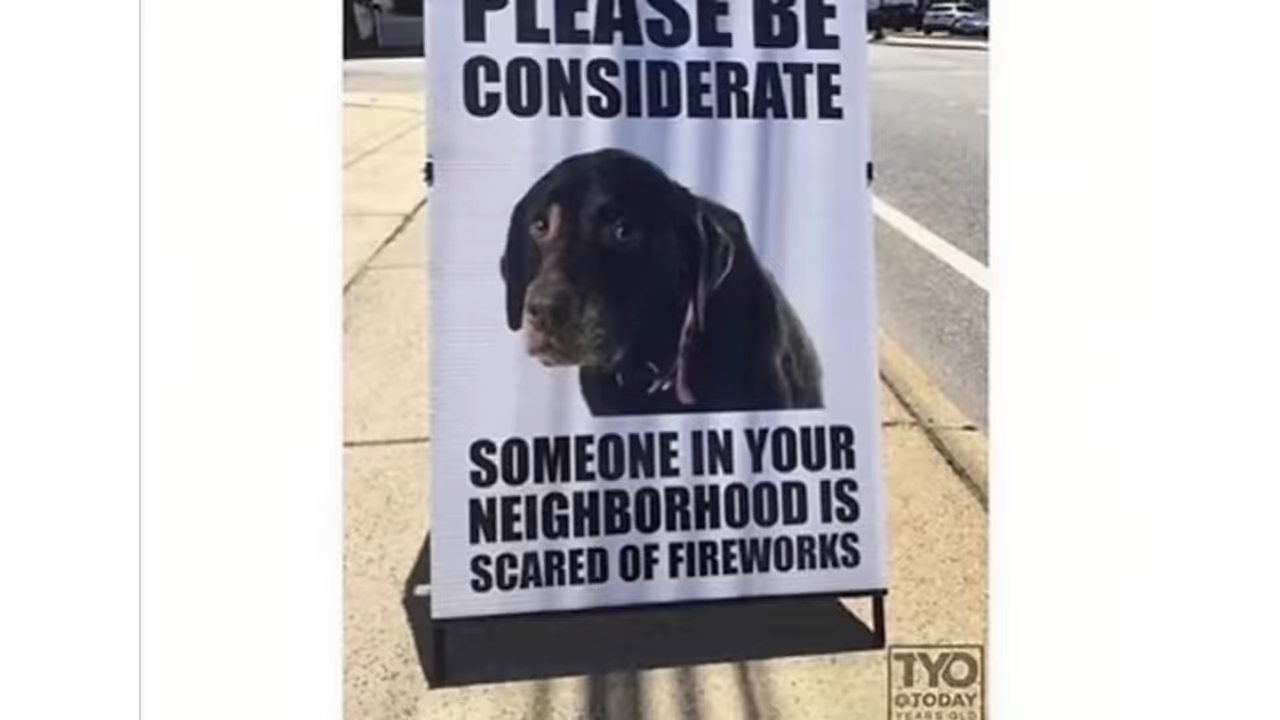 PLEASE BE
CONSIDERATE
SOMEONE IN YOUR
NEIGHBORHOOD IS
SCARED OF FIREWORKS
TYO
@TODAY
YEARS OLD